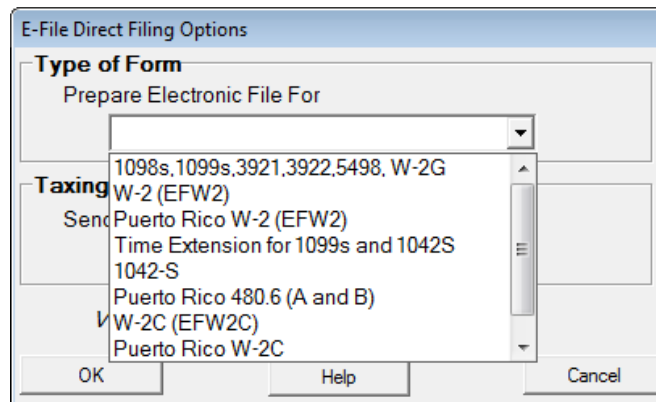 E-File Direct Filing Options
Type of Form
Prepare Electronic File For
1098s,1099s,3921,3922,5498, W-2G
W-2 (EFW2)
Puerto Rico W-2 (EFW2)
Time Extension for 1099s and 1042S
1042-S
Puerto Rico 480.6 (A and B)
W-2C (EFW2C)
Puerto Rico W-2C
Taxing
Send
V
OK
Help
Cancel